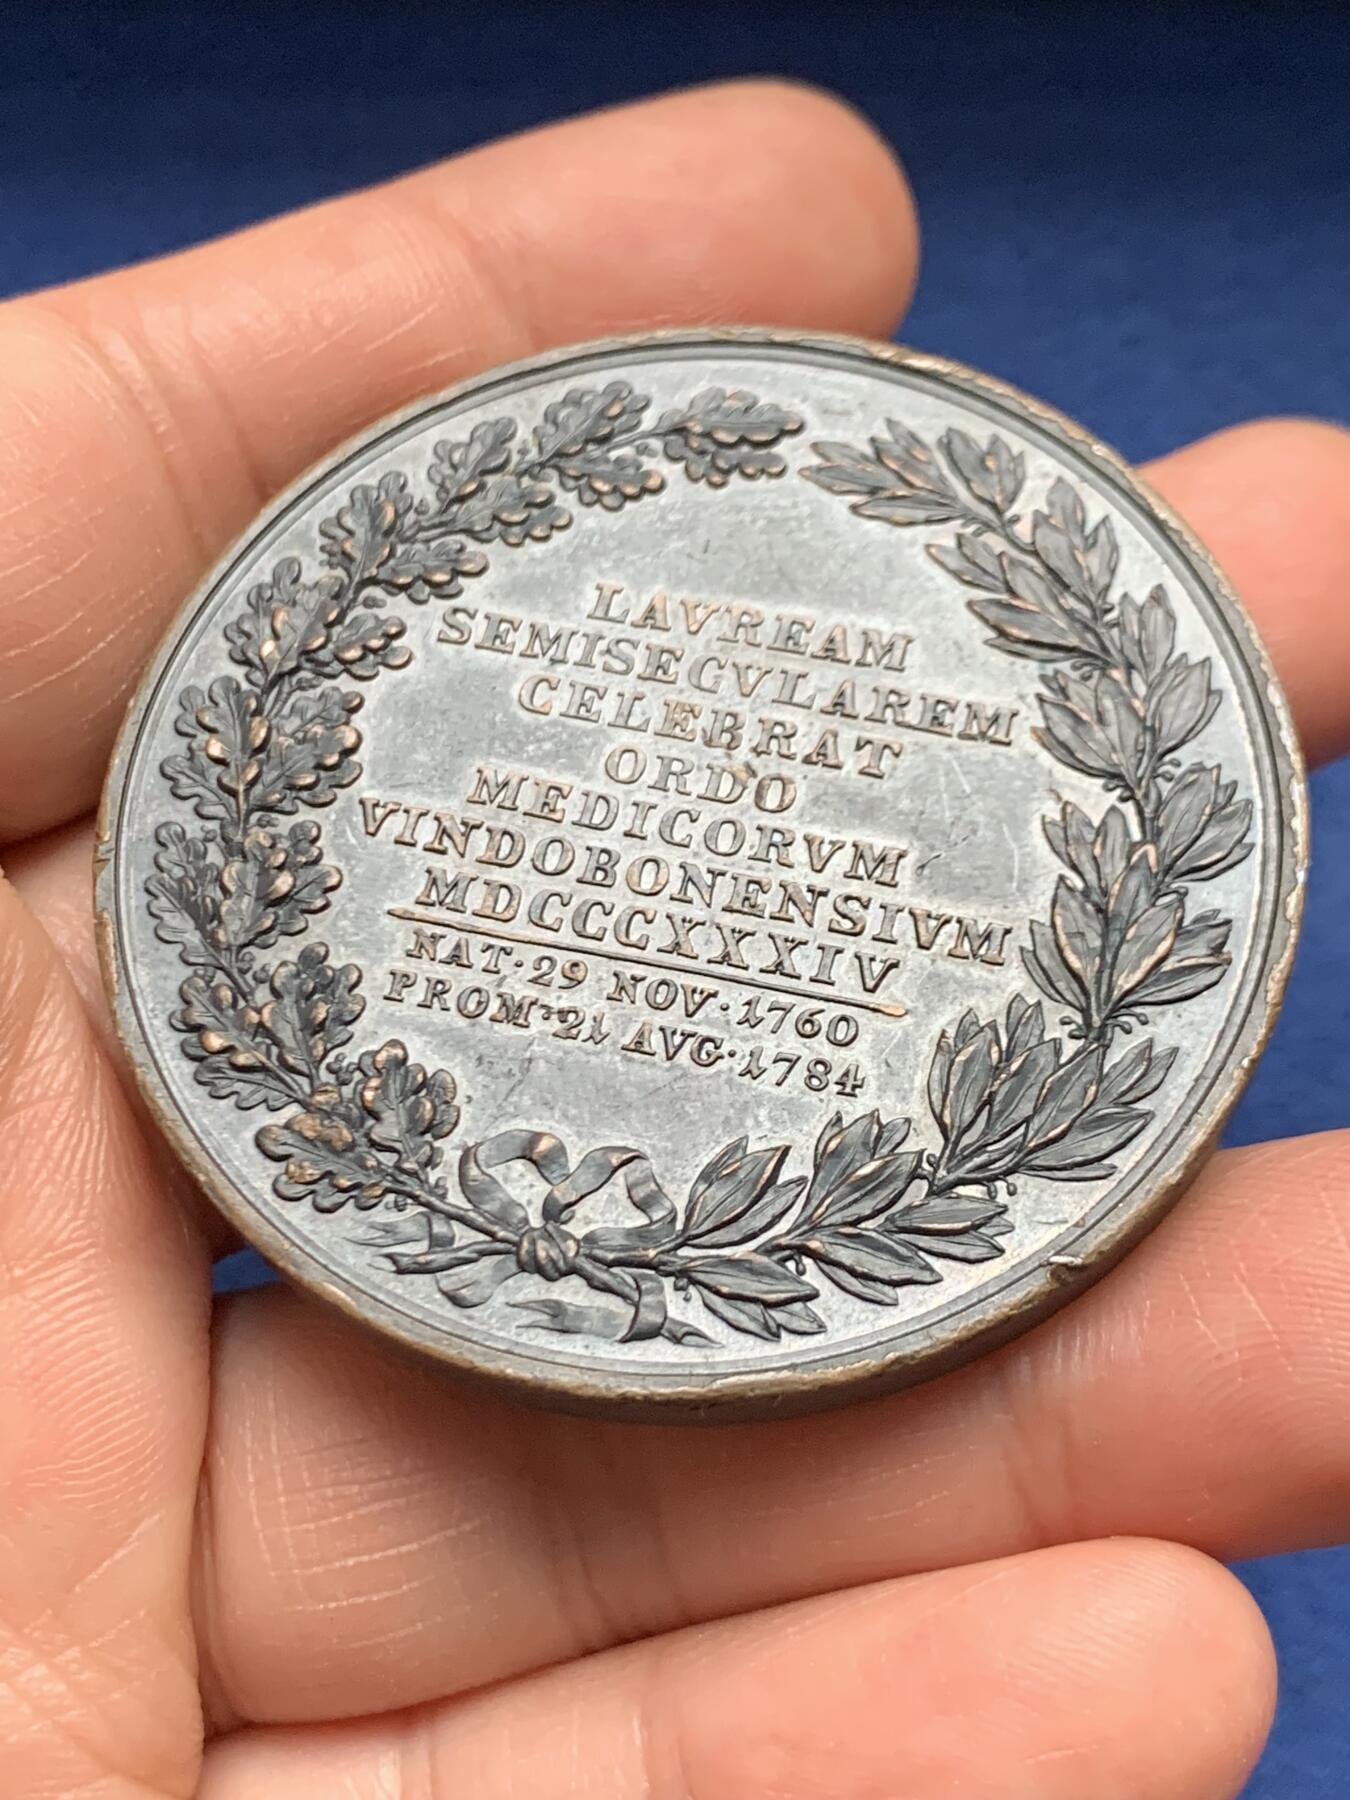 LAVREAM
SEMISECVLAREM
CELEBRAT
ORDO
MEDICORVM
VINDOBONENSIVM
MDCCCXXXIV
NAT·29 NOV·1760
PROM·21 AVG·1784